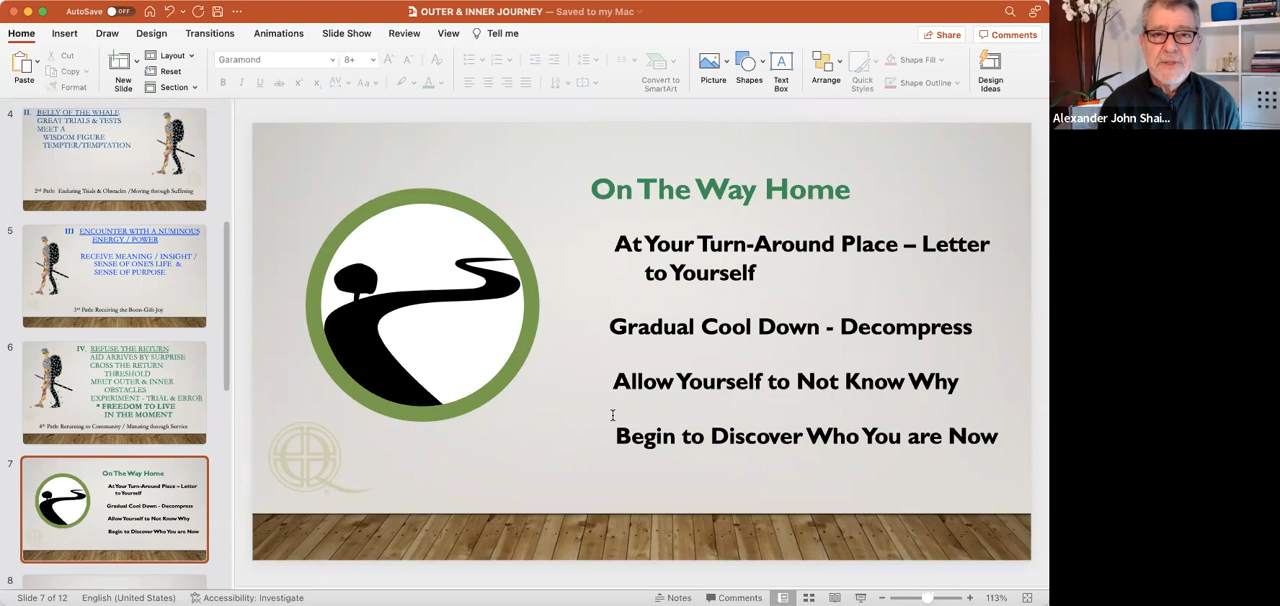 AutoSave OFF
OUTER & INNER JOURNEY — Saved to my Mac
Home Insert Draw Design Transitions Animations Slide Show Review View Tell me
Share Comments
Paste
Cut
Copy
Format
New
Slide
Layout
Reset
Section
Garamond
8+
Convert to
SmartArt
Picture
Shapes
Text
Box
Arrange
Quick
Styles
Shape Fill
Shape Outline
Design
Ideas
4
II. BELLY OF THE WHALE
GREAT TRIALS & TESTS
MEET A
WISDOM FIGURE
TEMPTER/TEMPTATION
2nd Path: Enduring Trials & Obstacles /Moving through Suffering
5
III ENCOUNTER WITH A NUMINOUS
ENERGY / POWER
RECEIVE MEANING / INSIGHT /
SENSE OF ONE'S LIFE &
SENSE OF PURPOSE
3rd Path: Receiving the Boon-Gift-Joy
6
IV. REFUSE THE RETURN
AID ARRIVES BY SURPRISE
CROSS THE RETURN
THRESHOLD
MEET OUTER & INNER
OBSTACLES
EXPERIMENT - TRIAL & ERROR
* FREEDOM TO LIVE
IN THE MOMENT
4th Path: Returning to Community / Maturing through Service
7
On The Way Home
At Your Turn-Around Place – Letter
to Yourself
Gradual Cool Down - Decompress
Allow Yourself to Not Know Why
Begin to Discover Who You are Now
8
On The Way Home
At Your Turn-Around Place – Letter
to Yourself
Gradual Cool Down - Decompress
Allow Yourself to Not Know Why
Begin to Discover Who You are Now
Alexander John Shai...
Slide 7 of 12 English (United States) Accessibility: Investigate
Notes Comments 113%